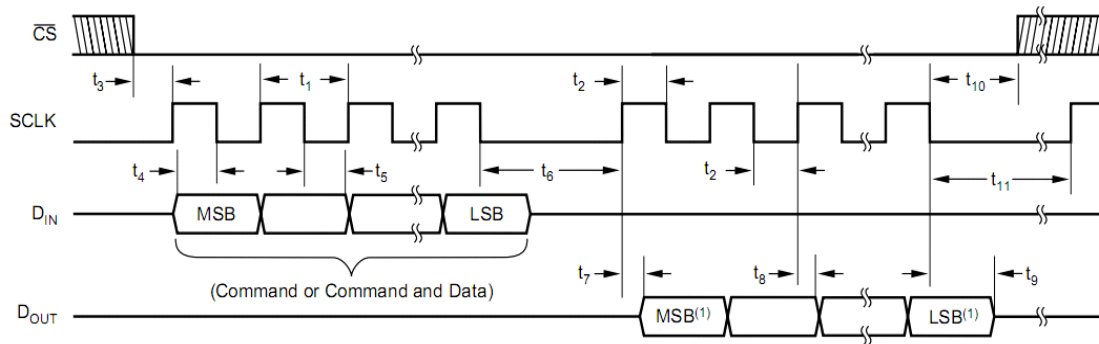 CS
t3
t1
t2
t10
SCLK
t4
t5
t6
t2
t11
DIN
MSB
LSB
(Command or Command and Data)
t7
t8
t9
DOUT
MSB(1)
LSB(1)